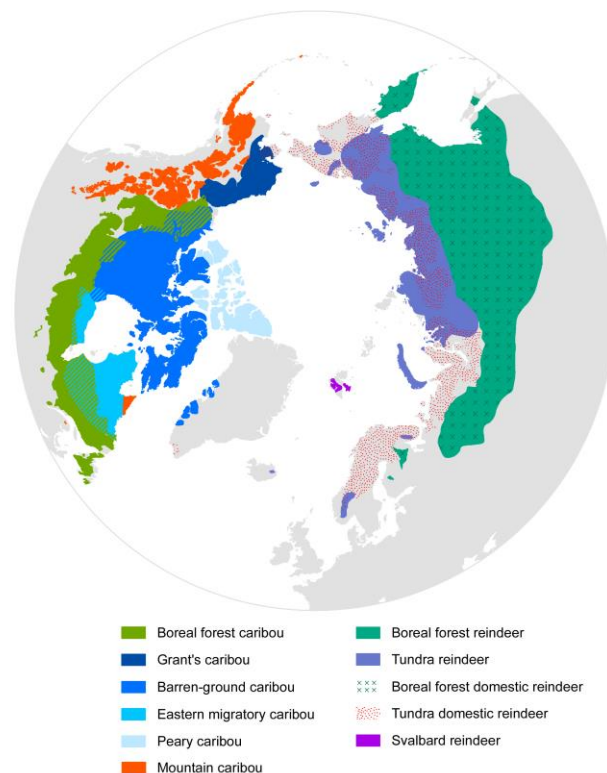 Boreal forest caribou
Grant's caribou
Barren-ground caribou
Eastern migratory caribou
Peary caribou
Mountain caribou
Boreal forest reindeer
Tundra reindeer
Boreal forest domestic reindeer
Tundra domestic reindeer
Svalbard reindeer